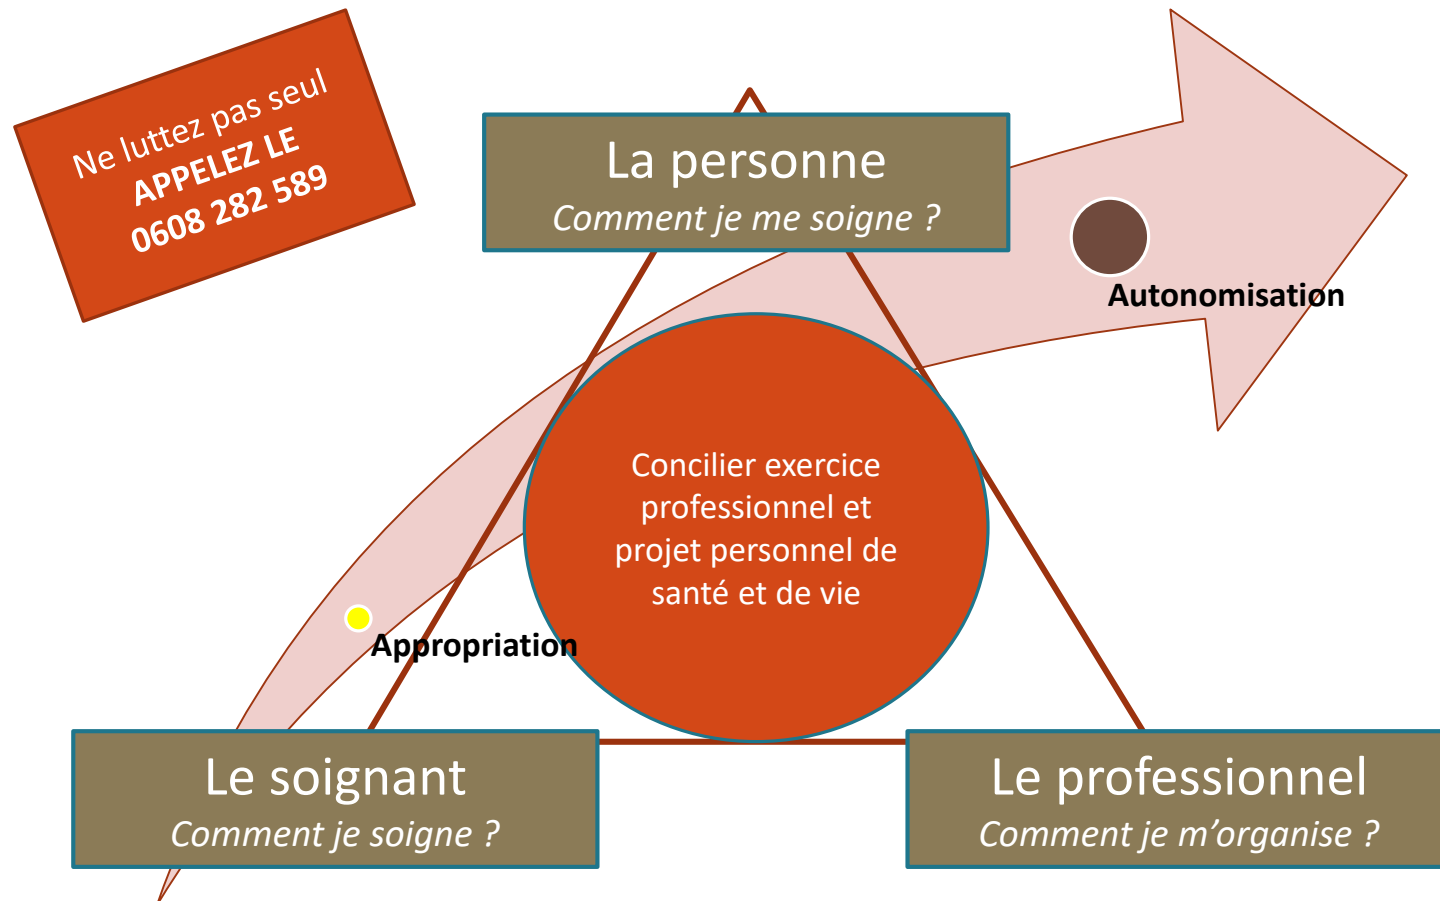 Ne luttez pas seul
APPELEZ LE
0608 282 589
La personne
Comment je me soigne ?
Autonomisation
Concilier exercice
professionnel et
projet personnel de
santé et de vie
Appropriation
Le soignant
Comment je soigne ?
Le professionnel
Comment je m’organise ?